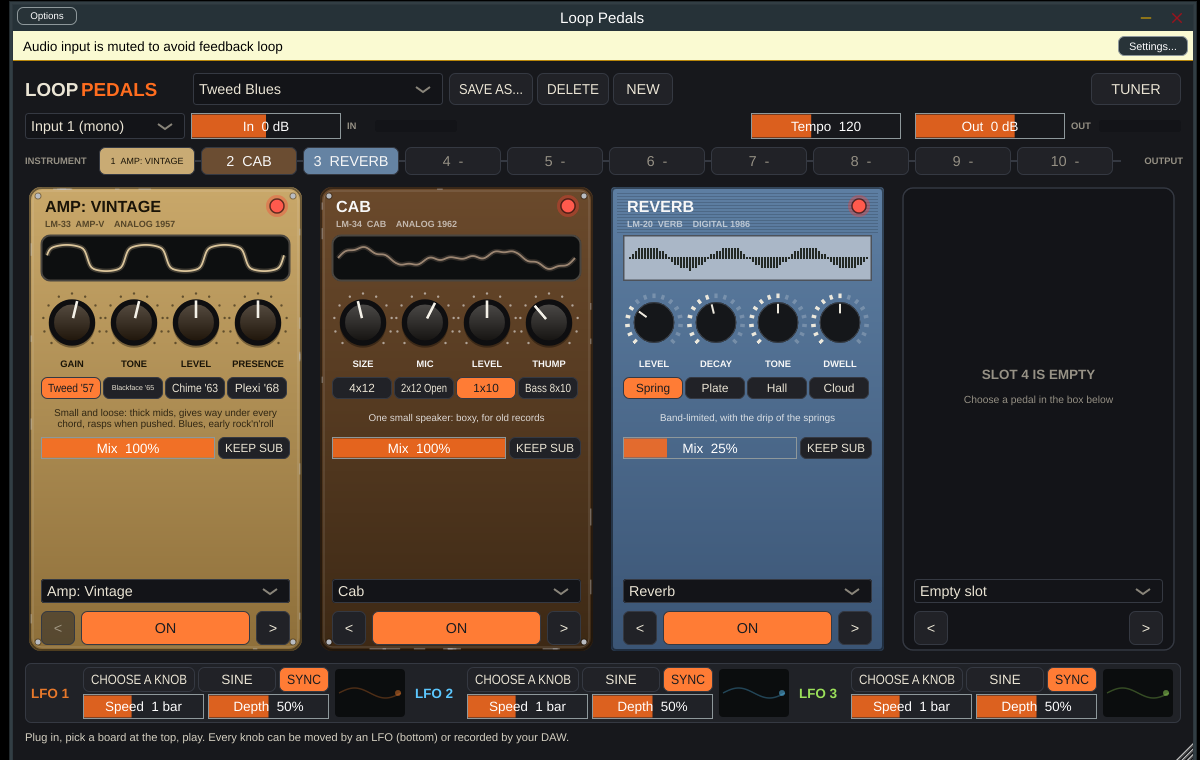 Options
Loop Pedals
Audio input is muted to avoid feedback loop
Settings...
LOOP PEDALS
Tweed Blues
SAVE AS...
DELETE
NEW
TUNER
Input 1 (mono)
In 0 dB
IN
Tempo 120
Out 0 dB
OUT
INSTRUMENT
1 AMP: VINTAGE
2 CAB
3 REVERB
4 -
5 -
6 -
7 -
8 -
9 -
10 -
OUTPUT
AMP: VINTAGE
LM-33 AMP-V ANALOG 1957
GAIN TONE LEVEL PRESENCE
Tweed '57 Blackface '65 Chime '63 Plexi '68
Small and loose: thick mids, gives way under every
chord, rasps when pushed. Blues, early rock'n'roll
Mix 100%
KEEP SUB
Amp: Vintage
< ON >
CAB
LM-34 CAB ANALOG 1962
SIZE MIC LEVEL THUMP
4x12 2x12 Open 1x10 Bass 8x10
One small speaker: boxy, for old records
Mix 100%
KEEP SUB
Cab
< ON >
REVERB
LM-20 VERB DIGITAL 1986
LEVEL DECAY TONE DWELL
Spring Plate Hall Cloud
Band-limited, with the drip of the springs
Mix 25%
KEEP SUB
Reverb
< ON >
SLOT 4 IS EMPTY
Choose a pedal in the box below
Empty slot
< >
LFO 1
CHOOSE A KNOB
SINE
SYNC
Speed 1 bar
Depth 50%
LFO 2
CHOOSE A KNOB
SINE
SYNC
Speed 1 bar
Depth 50%
LFO 3
CHOOSE A KNOB
SINE
SYNC
Speed 1 bar
Depth 50%
Plug in, pick a board at the top, play. Every knob can be moved by an LFO (bottom) or recorded by your DAW.